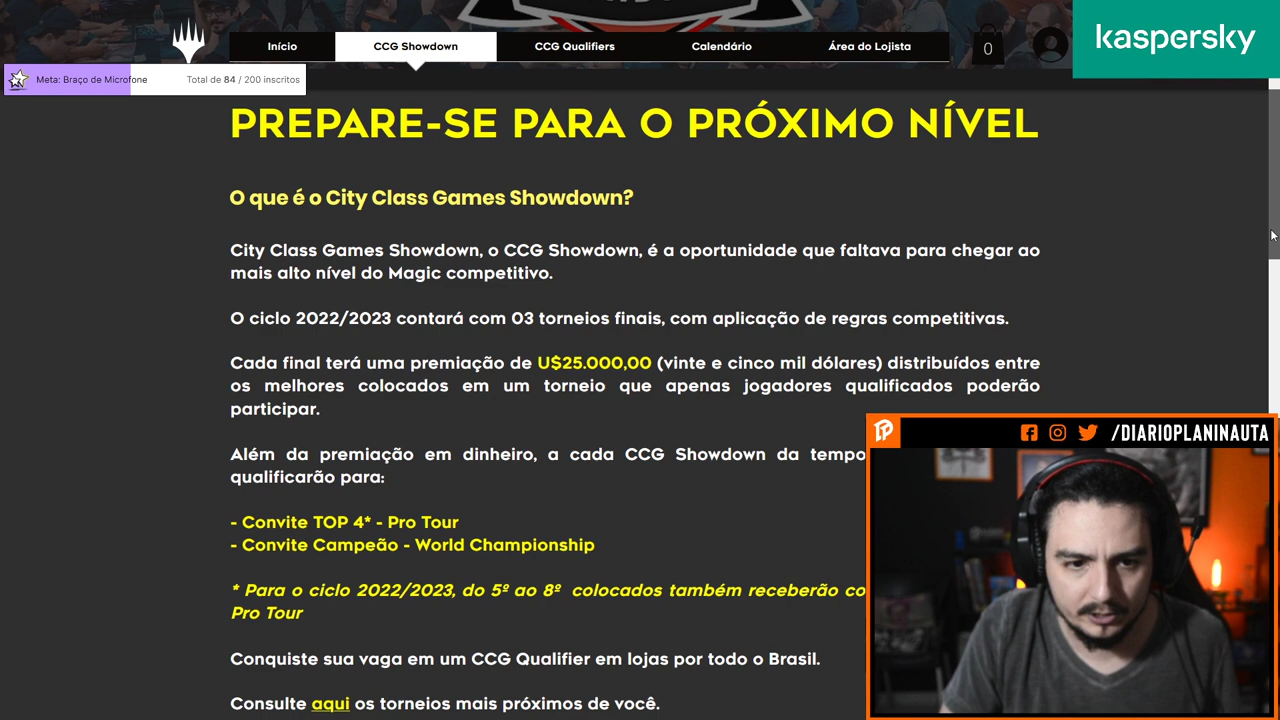 Início
CCG Showdown
CCG Qualifiers
Calendário
Área do Lojista
0
kaspersky
Meta: Braço de Microfone
Total de 84 / 200 inscritos
PREPARE-SE PARA O PRÓXIMO NÍVEL
O que é o City Class Games Showdown?
City Class Games Showdown, o CCG Showdown, é a oportunidade que faltava para chegar ao
mais alto nível do Magic competitivo.
O ciclo 2022/2023 contará com 03 torneios finais, com aplicação de regras competitivas.
Cada final terá uma premiação de U$25.000,00 (vinte e cinco mil dólares) distribuídos entre
os melhores colocados em um torneio que apenas jogadores qualificados poderão
participar.
Além da premiação em dinheiro, a cada CCG Showdown da tempo
qualificarão para:
- Convite TOP 4* - Pro Tour
- Convite Campeão - World Championship
* Para o ciclo 2022/2023, do 5º ao 8º colocados também receberão co
Pro Tour
Conquiste sua vaga em um CCG Qualifier em lojas por todo o Brasil.
Consulte aqui os torneios mais próximos de você.
/DIARIOPLANINAUTA